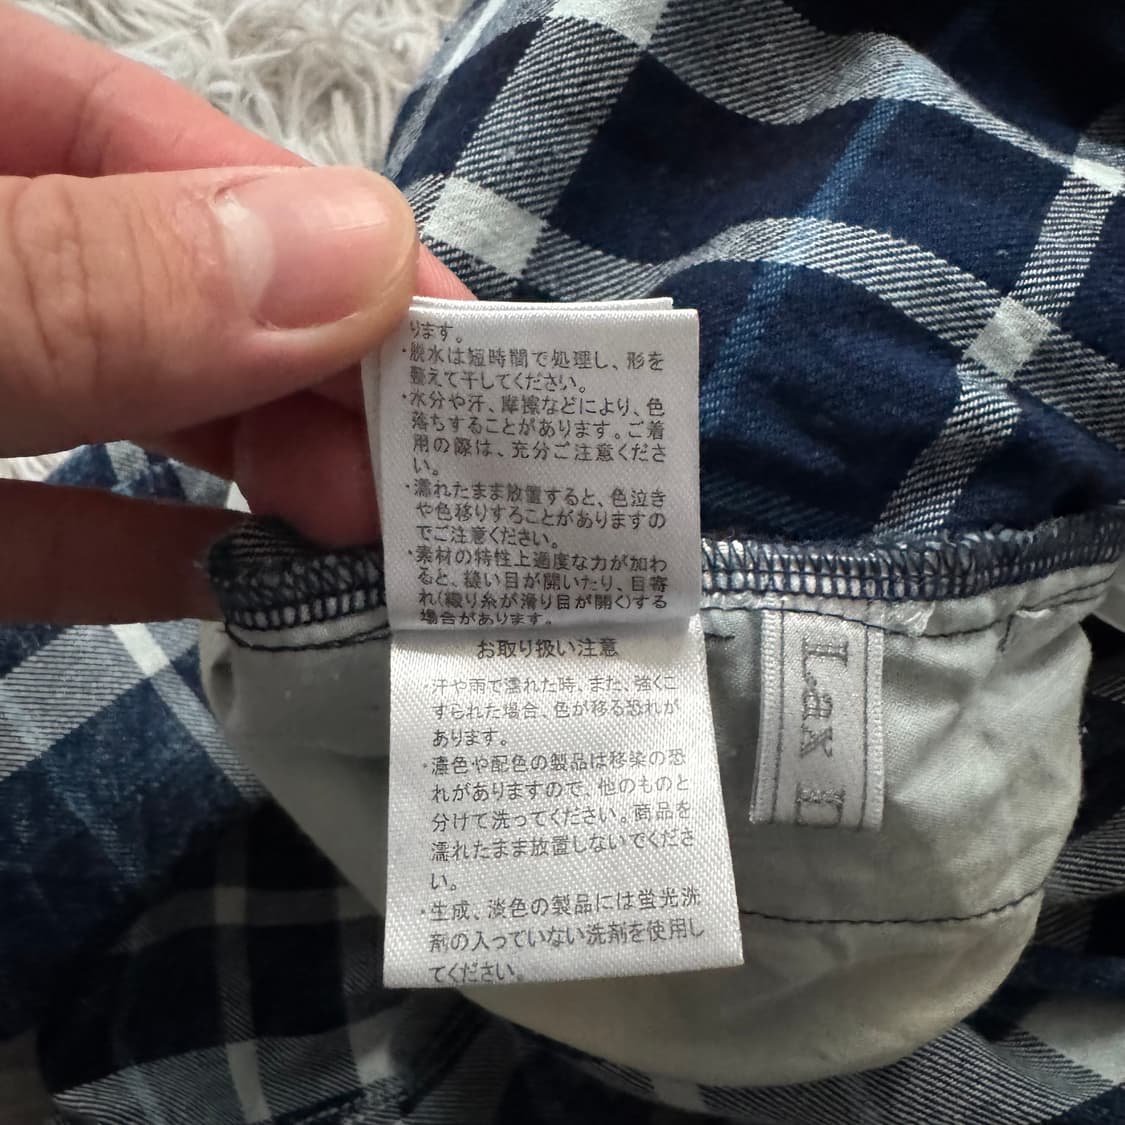 ります。
・脱水は短時間で処理し、形を
整えて干してください。
・水分や汗、摩擦などにより、色
落ちすることがあります。ご着
用の際は、充分ご注意くださ
い。
・濡れたまま放置すると、色泣き
や色移りすることがありますの
でご注意ください。
・素材の特性上過度な力が加わ
ると、縫い目が開いたり、目寄
れ(織り糸が滑り目が開く)する
場合があります。
お取り扱い注意
・汗や雨で濡れた時、また、強くこ
すられた場合、色が移る恐れが
あります。
・濃色や配色の製品は移染の恐
れがありますので、他のものと
分けて洗ってください。商品を
濡れたまま放置しないでくださ
い。
・生成、淡色の製品には蛍光洗
剤の入っていない洗剤を使用し
てください。
Lax